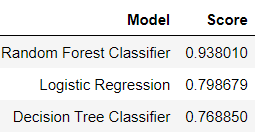 Model Score
Random Forest Classifier 0.938010
Logistic Regression 0.798679
Decision Tree Classifier 0.768850